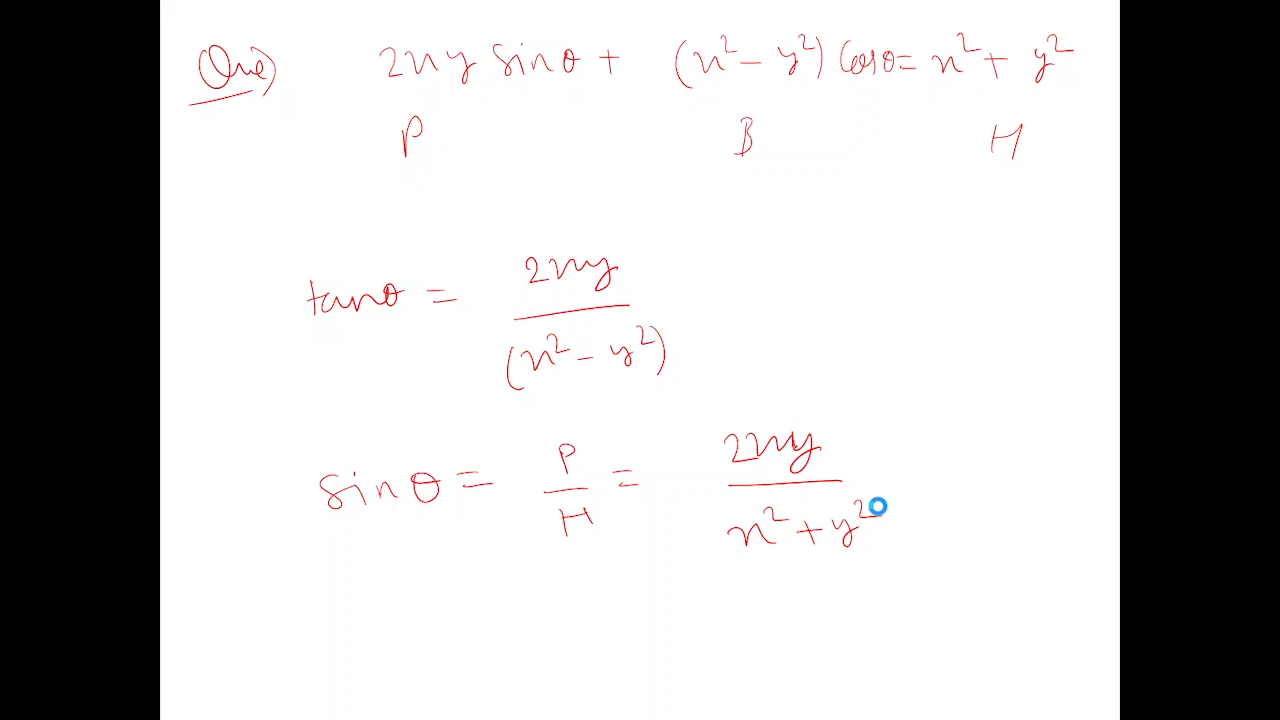 Que) 2xy sinθ + (x² - y²) cosθ = x² + y²
P B H
tanθ = 2xy / (x² - y²)
sinθ = P / H = 2xy / x² + y²